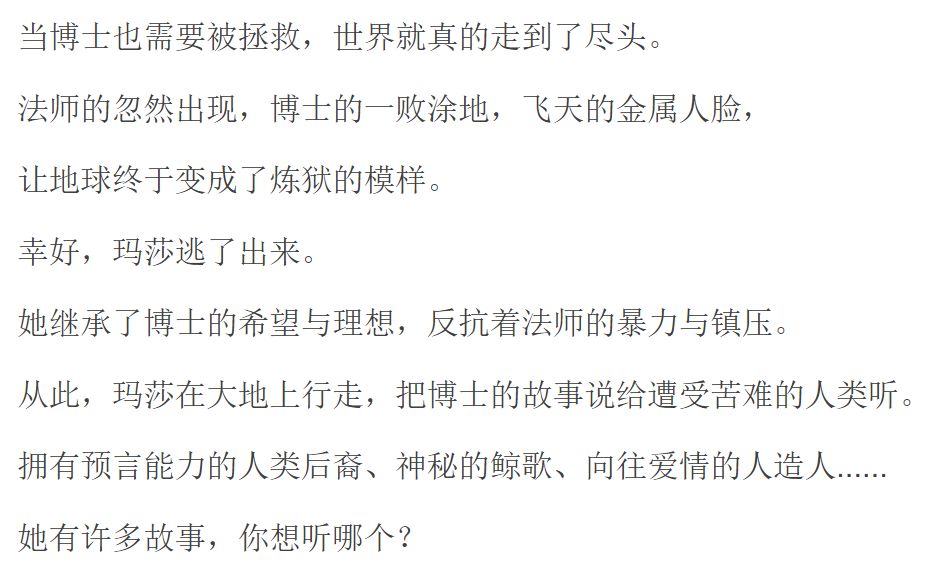 当博士也需要被拯救，世界就真的走到了尽头。
法师的忽然出现，博士的一败涂地，飞天的金属人脸，
让地球终于变成了炼狱的模样。
幸好，玛莎逃了出来。
她继承了博士的希望与理想，反抗着法师的暴力与镇压。
从此，玛莎在大地上行走，把博士的故事说给遭受苦难的人类听。
拥有预言能力的人类后裔、神秘的鲸歌、向往爱情的人造人......
她有许多故事，你想听哪个？